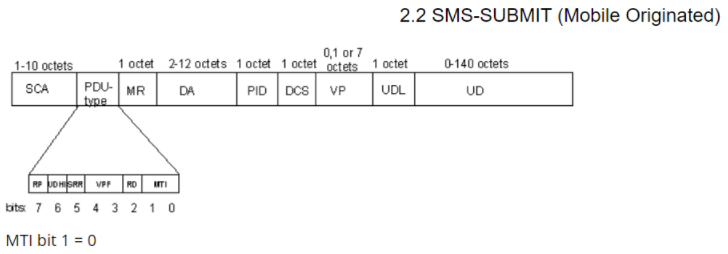 2.2 SMS-SUBMIT (Mobile Originated)
0,1 or 7
1-10 octets 1 octet 2-12 octets 1 octet 1 octet octets 1 octet 0-140 octets
SCA PDU- MR DA PID DCS VP UDL UD
type
RP UDHI SRR VPF RD MTI
bits: 7 6 5 4 3 2 1 0
MTI bit 1 = 0